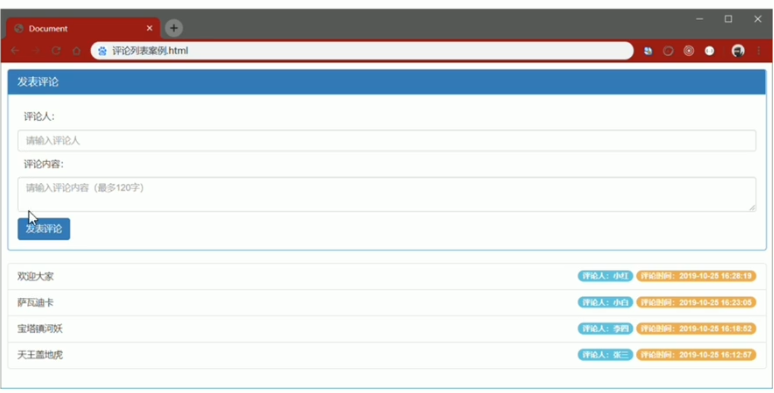 Document
评论列表案例.html
发表评论
评论人:
请输入评论人
评论内容:
请输入评论内容（最多120字）
发表评论
欢迎大家 评论人：小红 评论时间：2019-10-25 16:28:19
萨瓦迪卡 评论人：小白 评论时间：2019-10-25 16:23:05
宝塔镇河妖 评论人：李四 评论时间：2019-10-25 16:18:52
天王盖地虎 评论人：张三 评论时间：2019-10-25 16:12:57